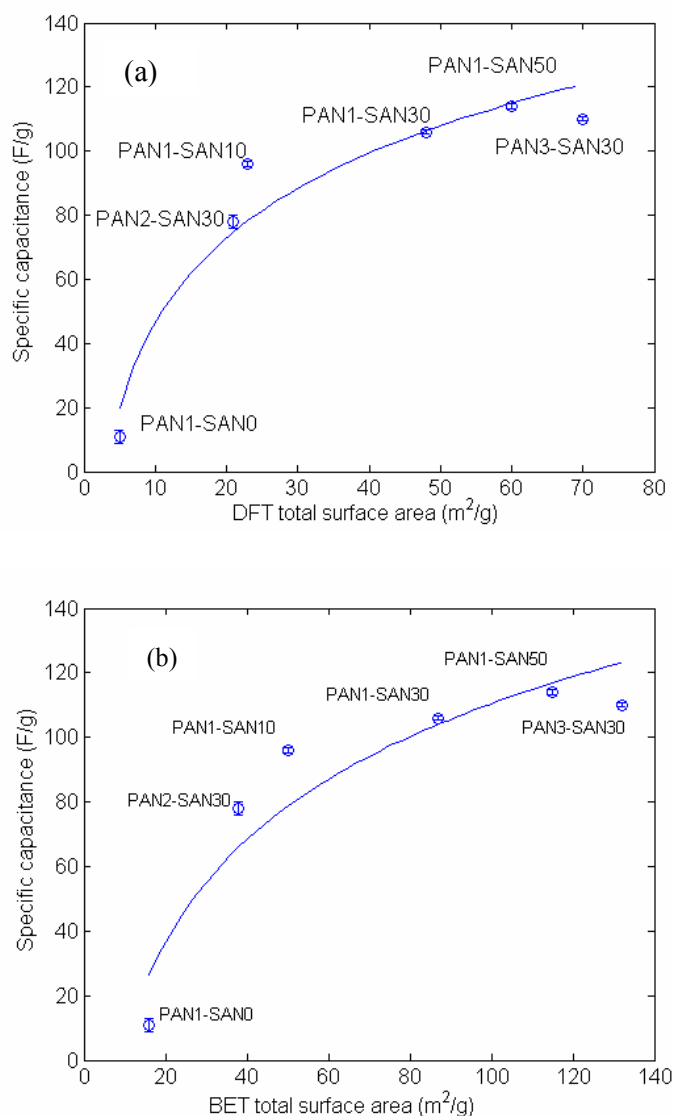 140
120
100
80
60
40
20
0
Specific capacitance (F/g)
(a)
PAN1-SAN50
PAN1-SAN30
PAN1-SAN10
PAN3-SAN30
PAN2-SAN30
PAN1-SAN0
0 10 20 30 40 50 60 70 80
DFT total surface area (m²/g)
140
120
100
80
60
40
20
0
Specific capacitance (F/g)
(b)
PAN1-SAN50
PAN1-SAN30
PAN1-SAN10
PAN3-SAN30
PAN2-SAN30
PAN1-SAN0
0 20 40 60 80 100 120 140
BET total surface area (m²/g)